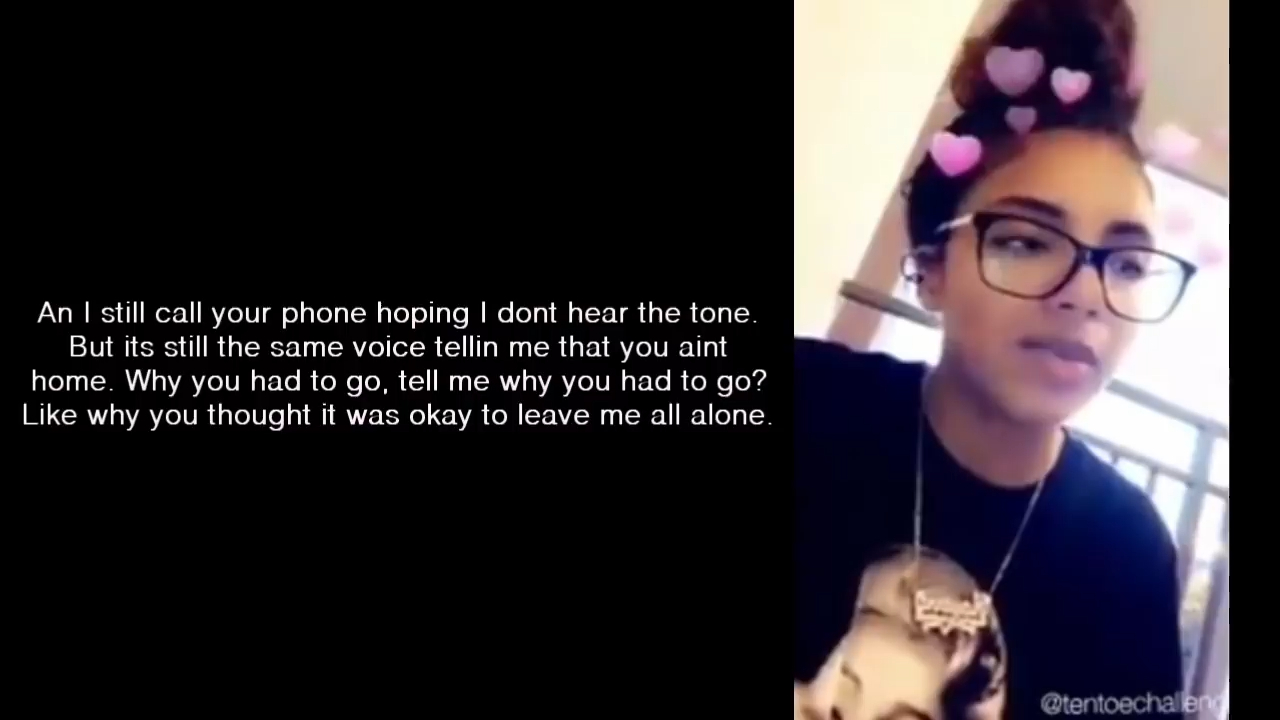 An I still call your phone hoping I dont hear the tone.
But its still the same voice tellin me that you aint
home. Why you had to go, tell me why you had to go?
Like why you thought it was okay to leave me all alone.
@tentoechalleng